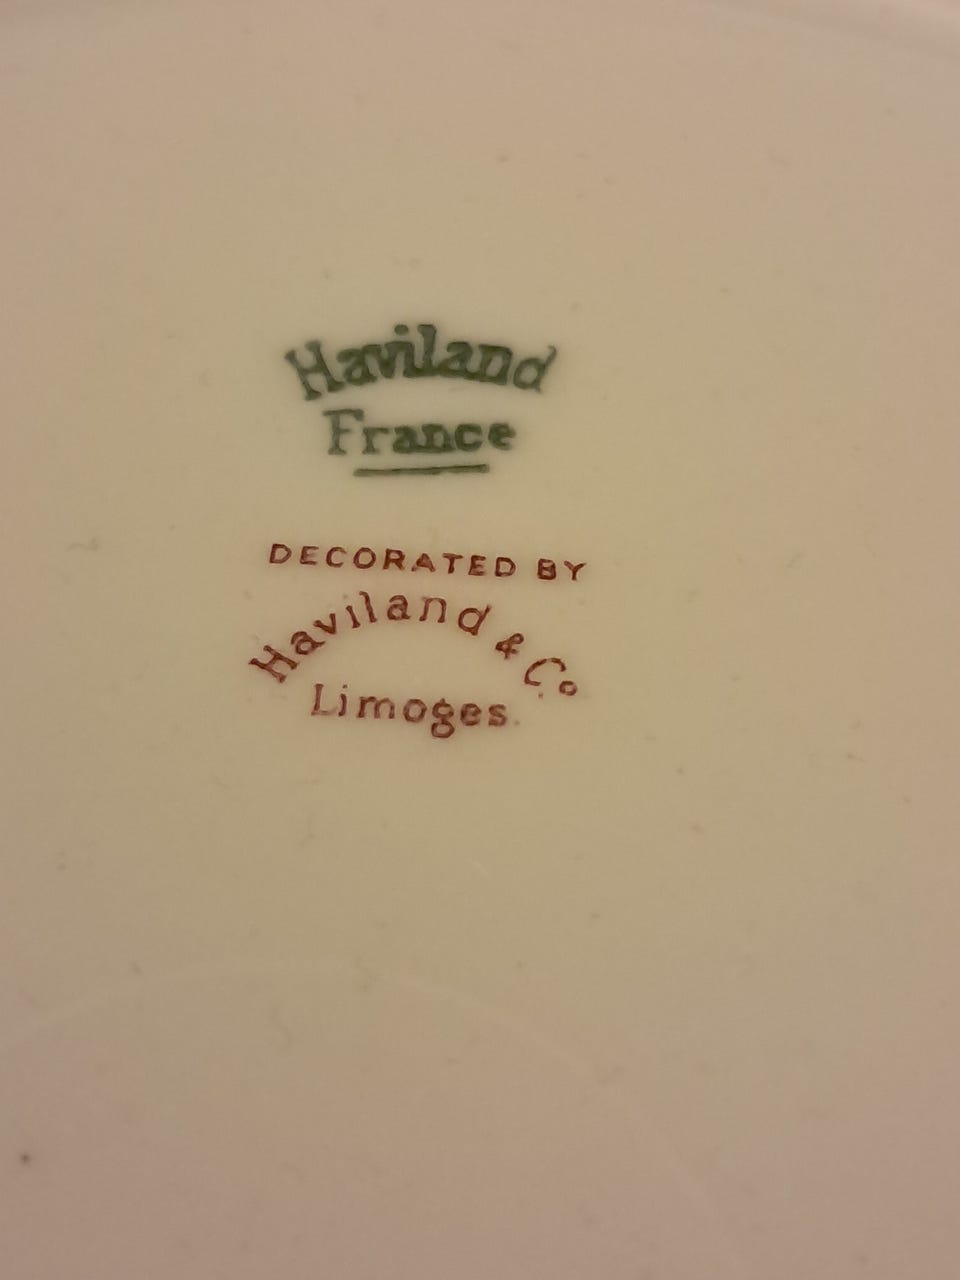 Haviland
France
DECORATED BY
Haviland & Co
Limoges.